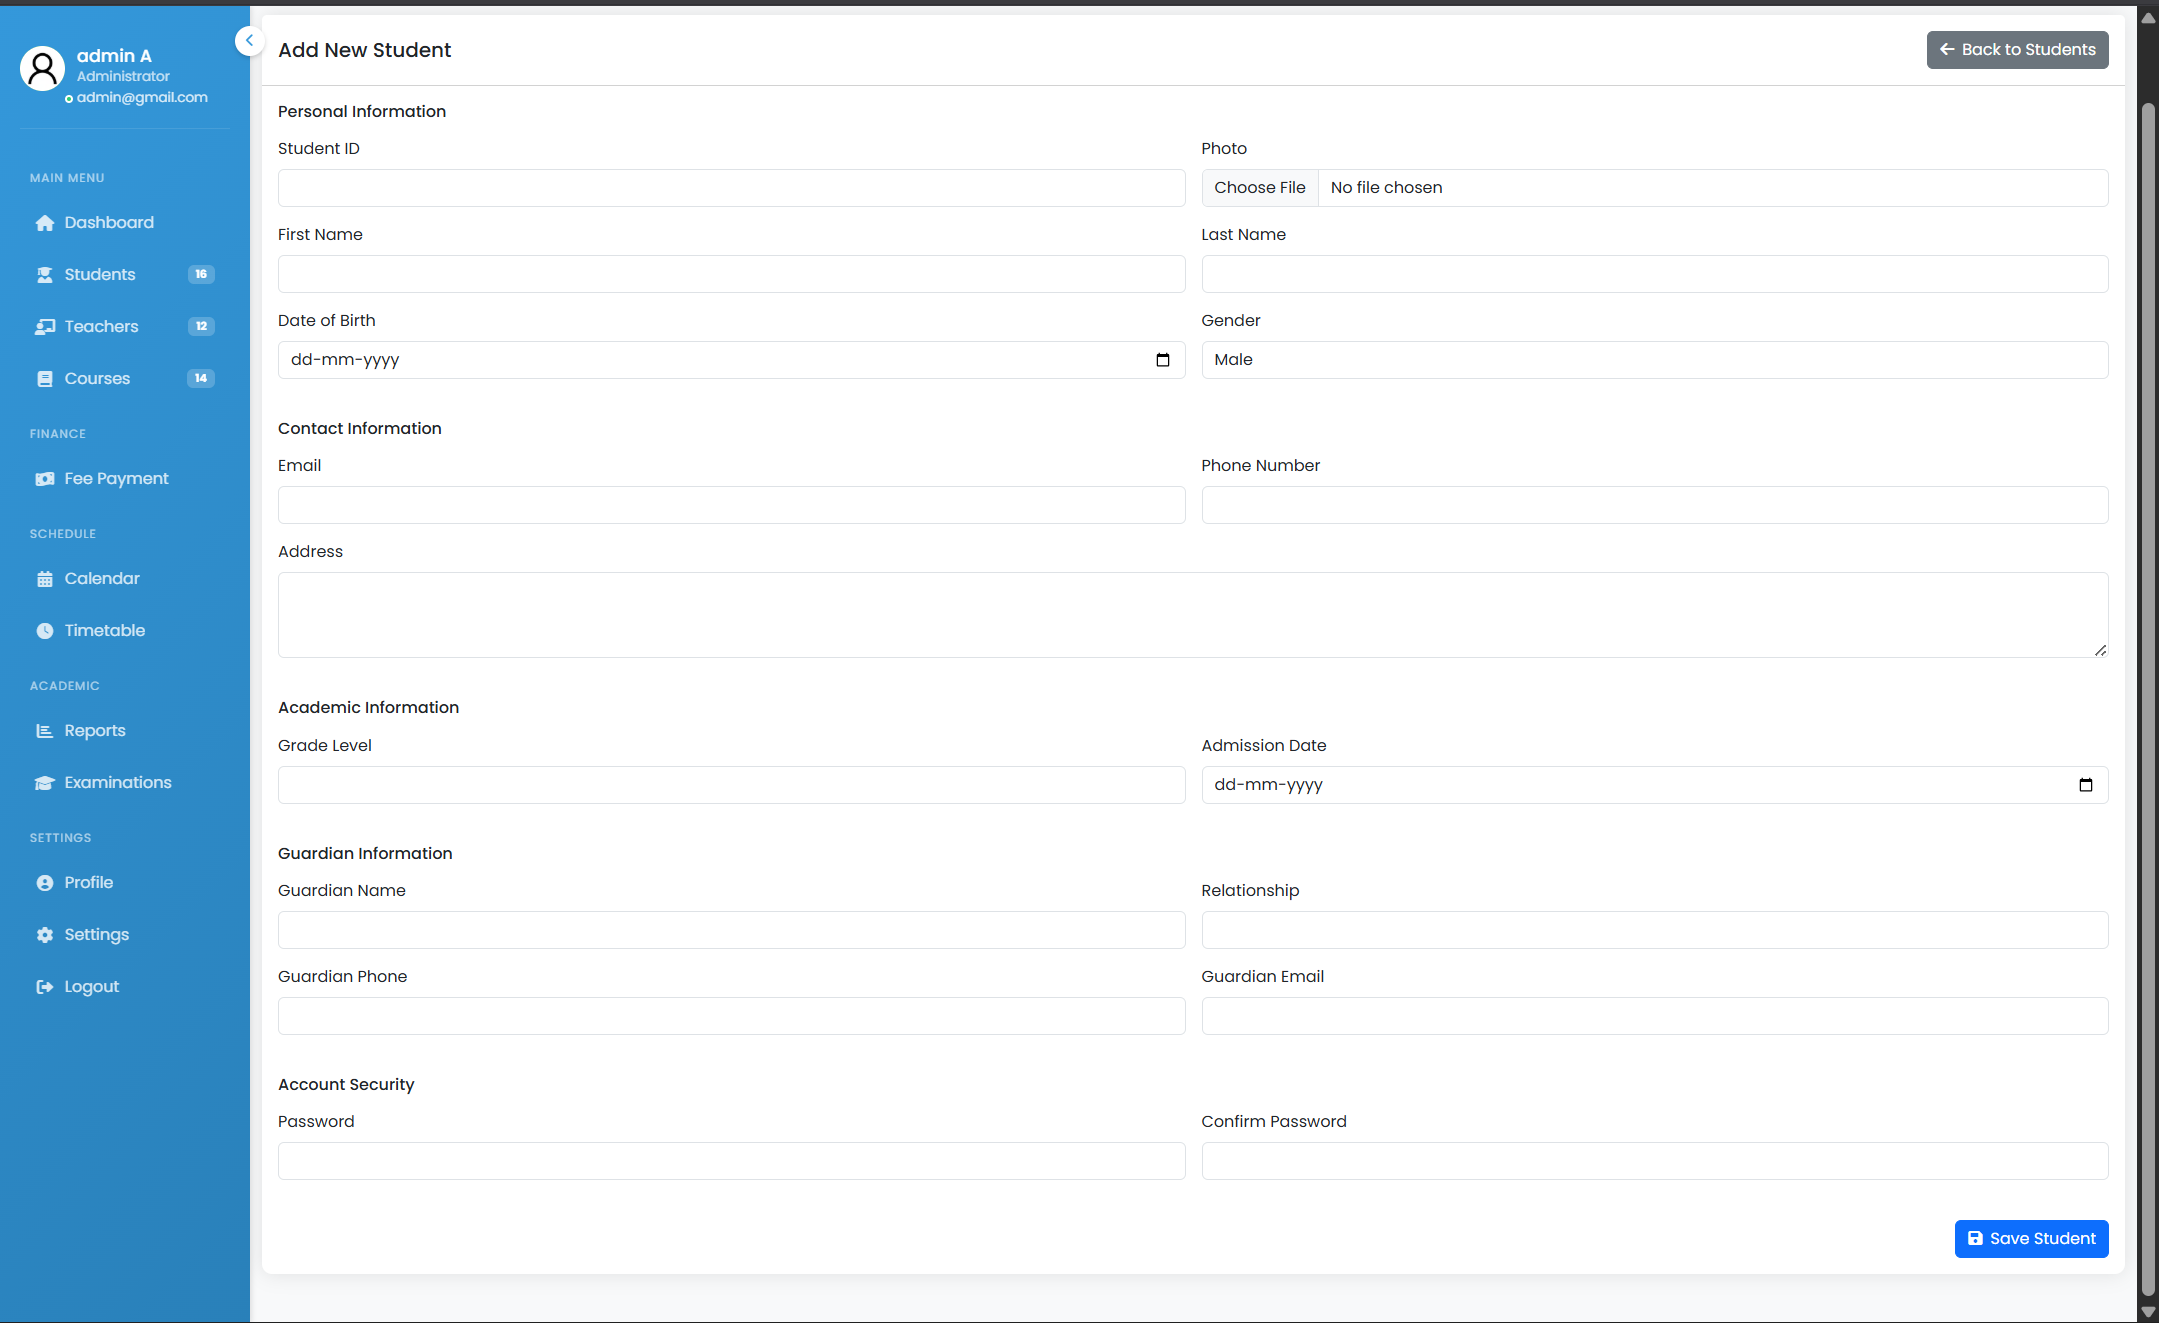 admin A
Administrator
admin@gmail.com
MAIN MENU
Dashboard
Students 16
Teachers 12
Courses 14
FINANCE
Fee Payment
SCHEDULE
Calendar
Timetable
ACADEMIC
Reports
Examinations
SETTINGS
Profile
Settings
Logout
Add New Student
Back to Students
Personal Information
Student ID
Photo
Choose File No file chosen
First Name
Last Name
Date of Birth
dd-mm-yyyy
Gender
Male
Contact Information
Email
Phone Number
Address
Academic Information
Grade Level
Admission Date
dd-mm-yyyy
Guardian Information
Guardian Name
Relationship
Guardian Phone
Guardian Email
Account Security
Password
Confirm Password
Save Student